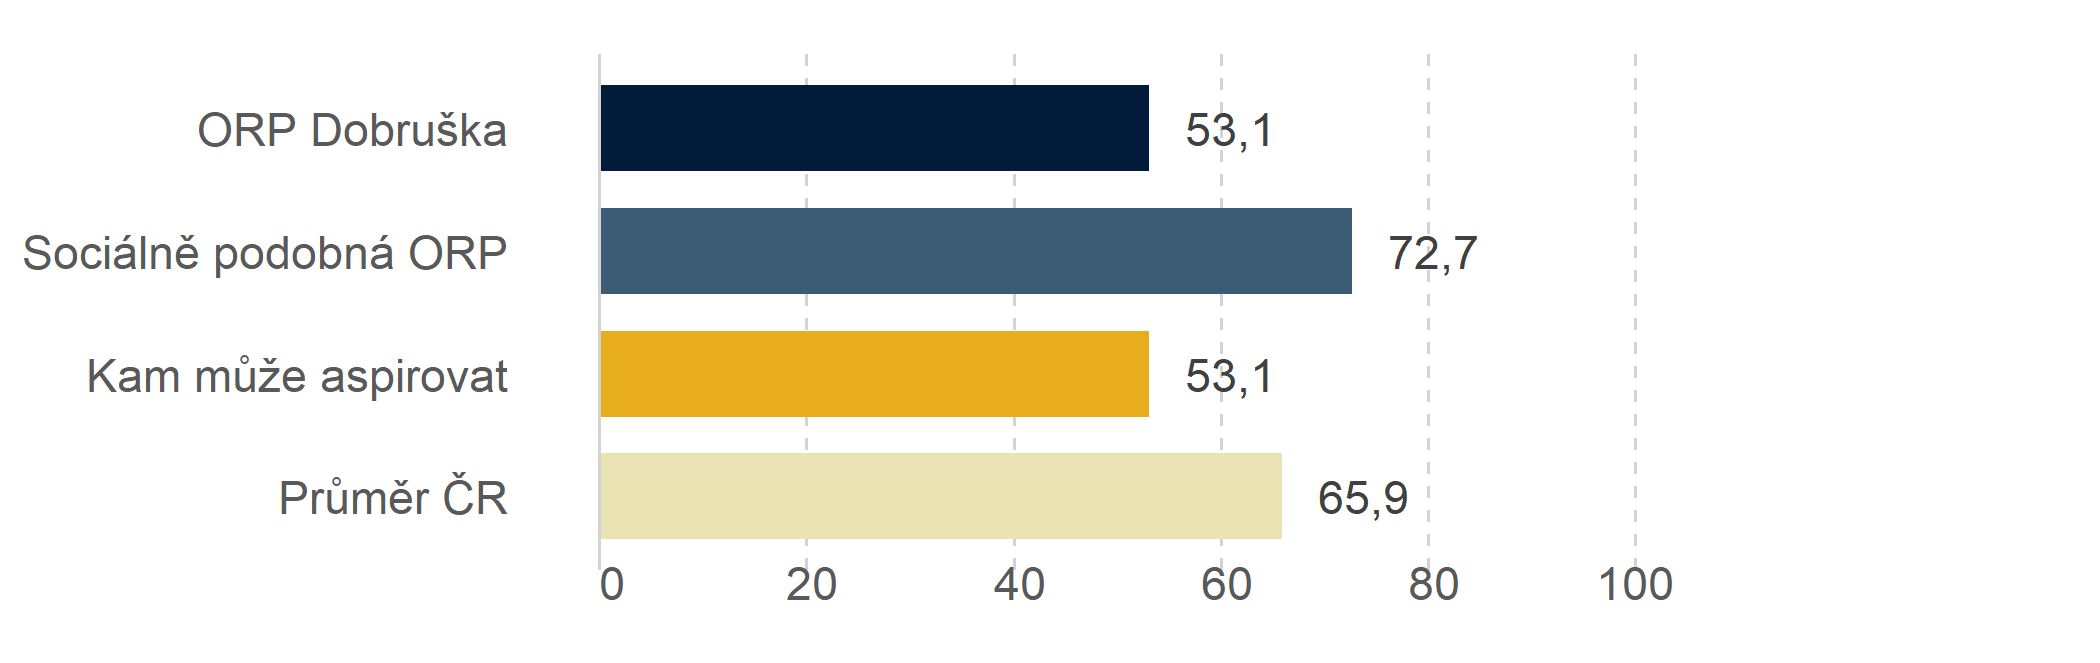 ORP Dobruška 53,1
Sociálně podobná ORP 72,7
Kam může aspirovat 53,1
Průměr ČR 65,9
0 20 40 60 80 100